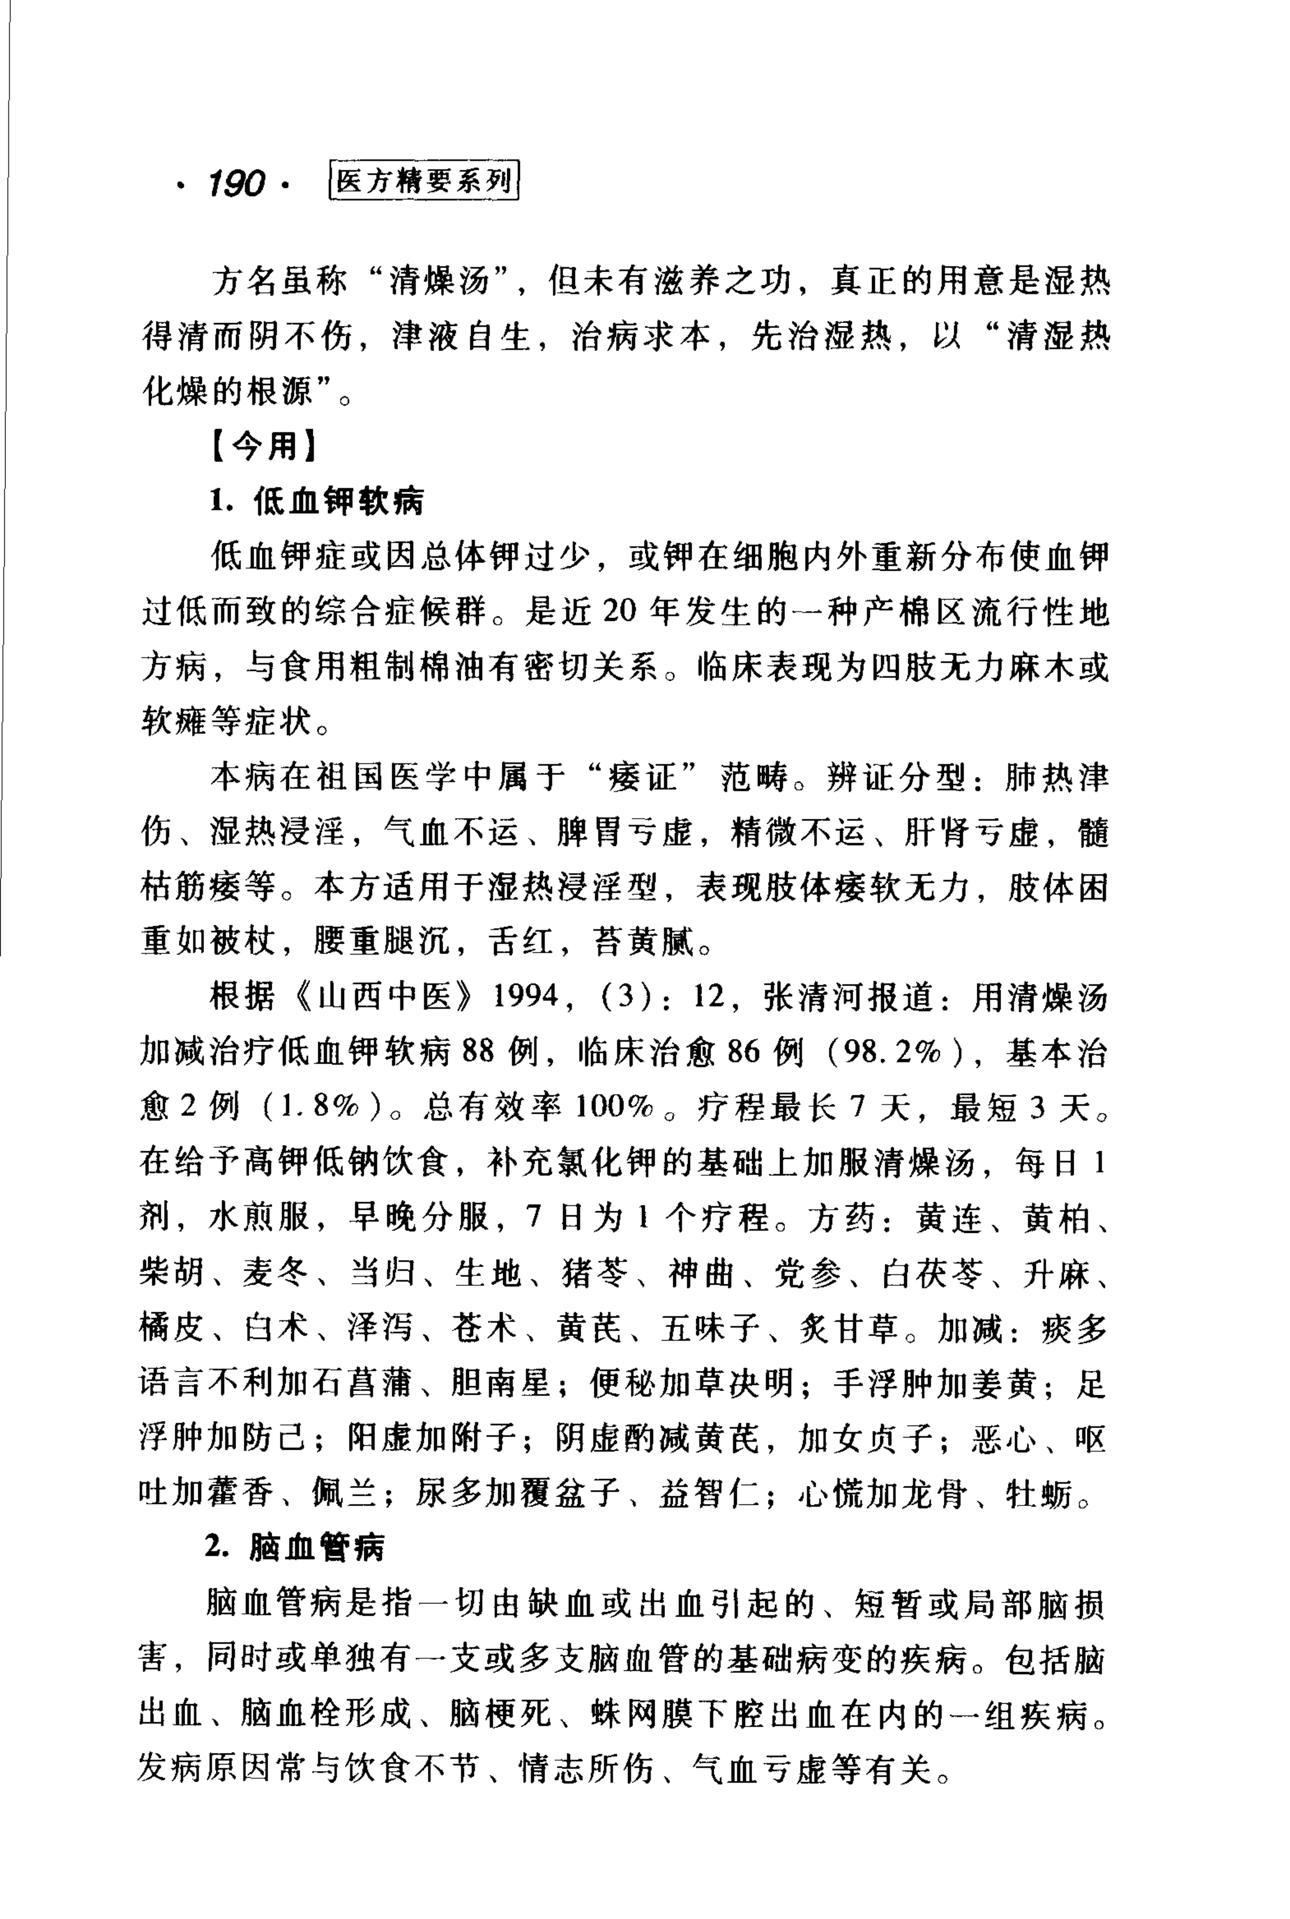 ·190· 医方精要系列
方名虽称“清燥汤”，但未有滋养之功，真正的用意是湿热
得清而阴不伤，津液自生，治病求本，先治湿热，以“清湿热
化燥的根源”。
【今用】
1. 低血钾软病
低血钾症或因总体钾过少，或钾在细胞内外重新分布使血钾
过低而致的综合症候群。是近 20 年发生的一种产棉区流行性地
方病，与食用粗制棉油有密切关系。临床表现为四肢无力麻木或
软瘫等症状。
本病在祖国医学中属于“痿证”范畴。辨证分型：肺热津
伤、湿热浸淫，气血不运、脾胃亏虚，精微不运、肝肾亏虚，髓
枯筋痿等。本方适用于湿热浸淫型，表现肢体痿软无力，肢体困
重如被杖，腰重腿沉，舌红，苔黄腻。
根据《山西中医》1994，(3)：12，张清河报道：用清燥汤
加减治疗低血钾软病 88 例，临床治愈 86 例（98.2%），基本治
愈 2 例（1.8%）。总有效率 100%。疗程最长 7 天，最短 3 天。
在给予高钾低钠饮食，补充氯化钾的基础上加服清燥汤，每日 1
剂，水煎服，早晚分服，7 日为 1 个疗程。方药：黄连、黄柏、
柴胡、麦冬、当归、生地、猪苓、神曲、党参、白茯苓、升麻、
橘皮、白术、泽泻、苍术、黄芪、五味子、炙甘草。加减：痰多
语言不利加石菖蒲、胆南星；便秘加草决明；手浮肿加姜黄；足
浮肿加防己；阳虚加附子；阴虚酌减黄芪，加女贞子；恶心、呕
吐加藿香、佩兰；尿多加覆盆子、益智仁；心慌加龙骨、牡蛎。
2. 脑血管病
脑血管病是指一切由缺血或出血引起的、短暂或局部脑损
害，同时或单独有一支或多支脑血管的基础病变的疾病。包括脑
出血、脑血栓形成、脑梗死、蛛网膜下腔出血在内的一组疾病。
发病原因常与饮食不节、情志所伤、气血亏虚等有关。